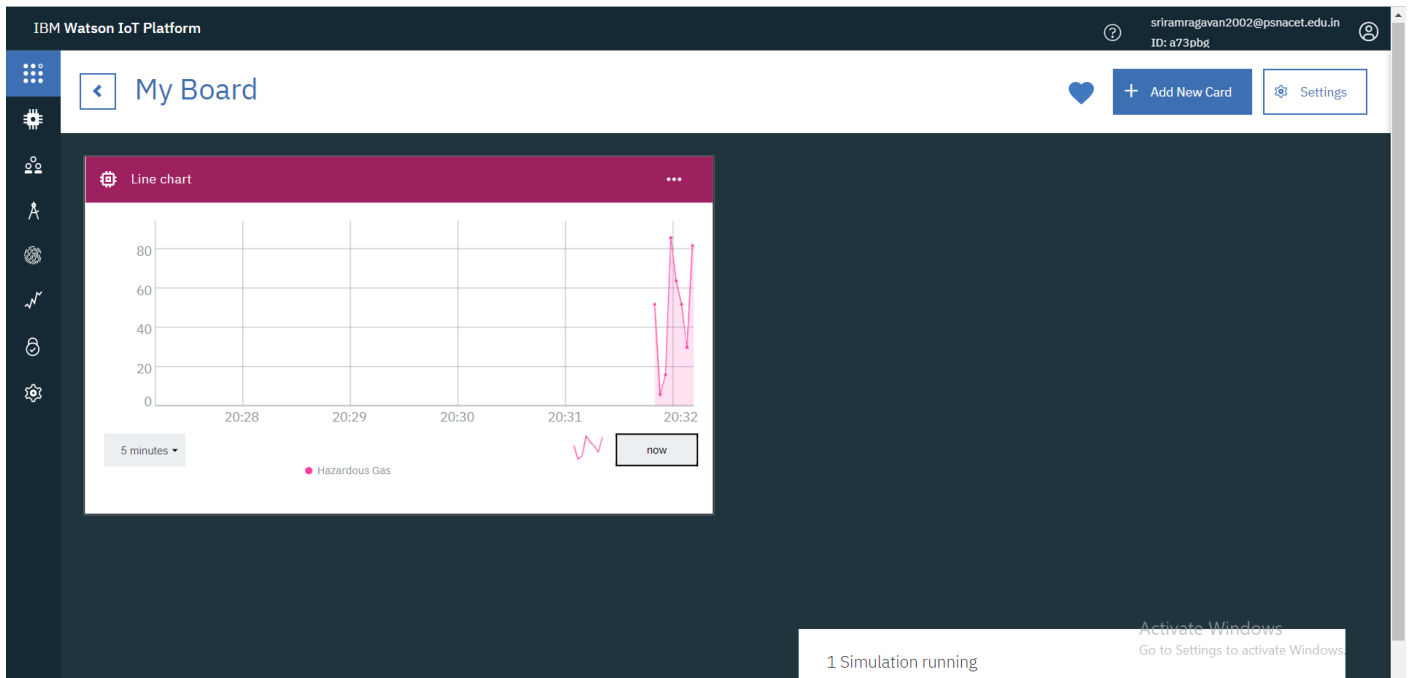 IBM Watson IoT Platform
sriramragavan2002@psnacet.edu.in
ID: a73pbg
My Board
Add New Card
Settings
Line chart
80
60
40
20
0
20:28 20:29 20:30 20:31 20:32
5 minutes
now
Hazardous Gas
Activate Windows
Go to Settings to activate Windows.
1 Simulation running